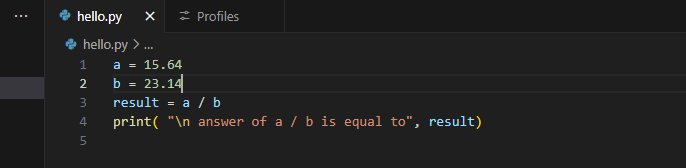 ... hello.py × Profiles
hello.py > ...
1 a = 15.64
2 b = 23.14
3 result = a / b
4 print( "\n answer of a / b is equal to", result)
5